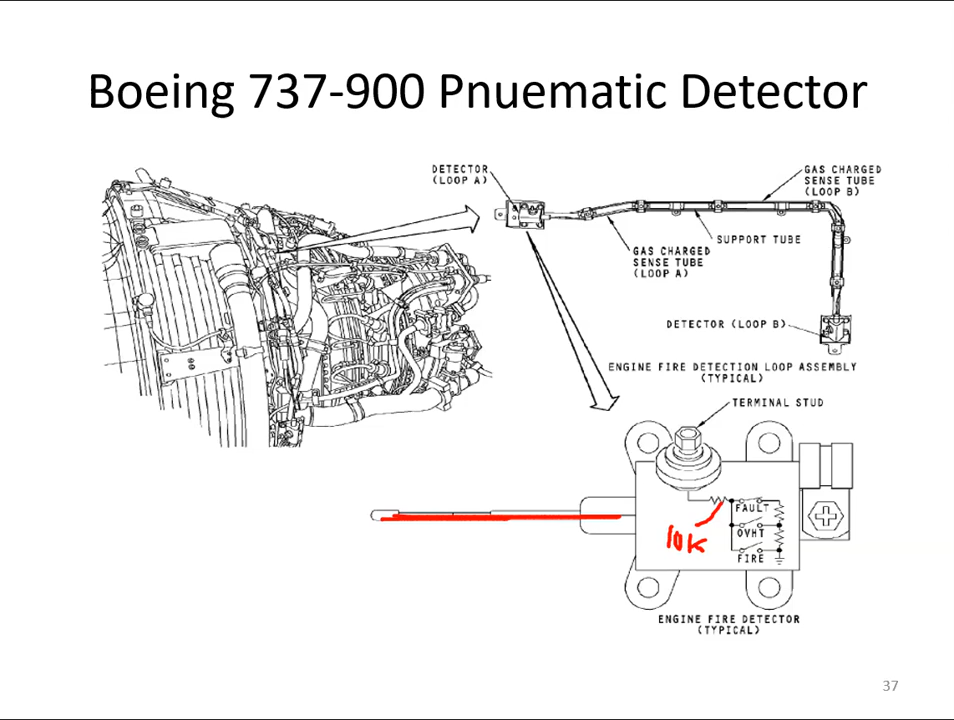 Boeing 737-900 Pnuematic Detector
DETECTOR
(LOOP A)
GAS CHARGED
SENSE TUBE
(LOOP B)
SUPPORT TUBE
GAS CHARGED
SENSE TUBE
(LOOP A)
DETECTOR (LOOP B)
ENGINE FIRE DETECTION LOOP ASSEMBLY
(TYPICAL)
TERMINAL STUD
FAULT
OVHT
FIRE
10K
ENGINE FIRE DETECTOR
(TYPICAL)
37